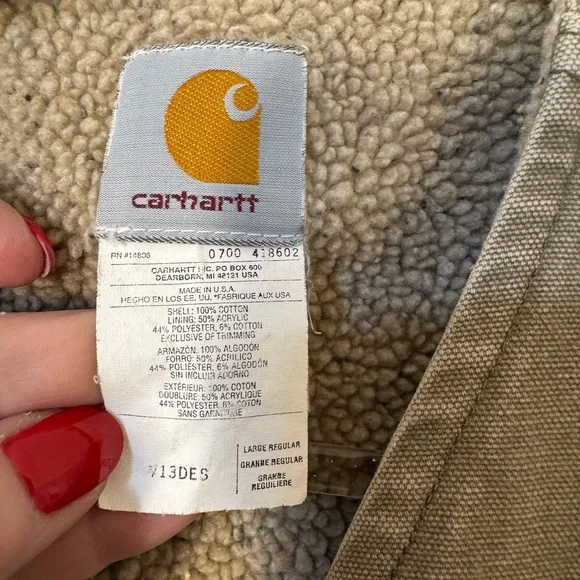 carhartt
RN #14806 0700 418602
CARHARTT INC. PO BOX 600
DEARBORN, MI 48121 USA
MADE IN U.S.A.
HECHO EN LOS EE. UU. *FABRIQUE AUX USA
SHELL: 100% COTTON
LINING: 50% ACRYLIC
44% POLYESTER, 6% COTTON
EXCLUSIVE OF TRIMMING
ARMAZON: 100% ALGODON
FORRO: 50% ACRILICO
44% POLIESTER, 6% ALGODON
SIN INCLUIR ADORNO
EXTÉRIEUR: 100% COTON
DOUBLURE: 50% ACRYLIQUE
44% POLYESTER, 6% COTON
SANS GARNITURE
V13DES
LARGE REGULAR
GRANDE REGULAR
GRANDE
REGULIERE